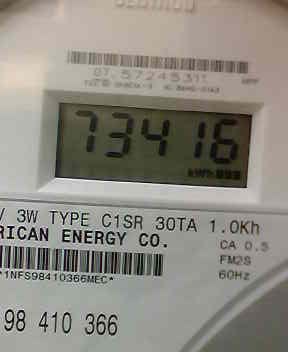 73416
kWh
V 3W TYPE C1SR 30TA 1.0Kh
RICAN ENERGY CO.
CA 0.5
FM2S
60Hz
*1NFS98410366MEC*
98 410 366